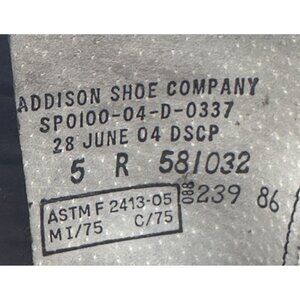 ADDISON SHOE COMPANY
SP0100-04-D-0337
28 JUNE 04 DSCP
5 R 581032
088 239 86
ASTM F 2413-05
M I/75 C/75